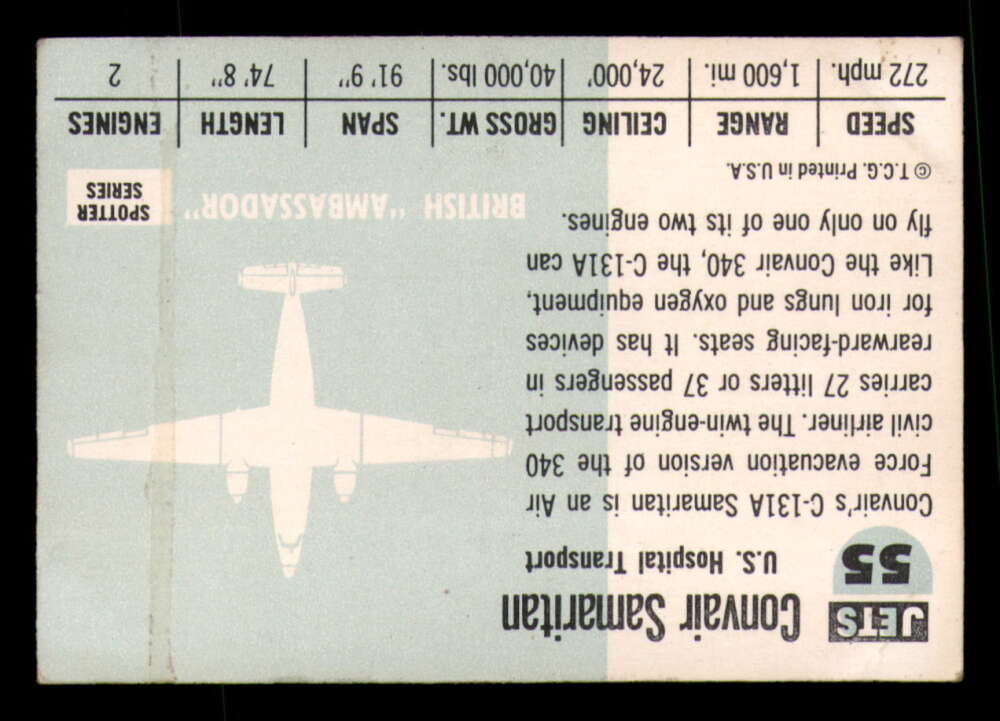 JETS
55
Convair Samaritan
U.S. Hospital Transport
Convair's C-131A Samaritan is an Air
Force evacuation version of the 340
civil airliner. The twin-engine transport
carries 27 litters or 37 passengers in
rearward-facing seats. It has devices
for iron lungs and oxygen equipment.
Like the Convair 340, the C-131A can
fly on only one of its two engines.
© T.C.G. Printed in U.S.A.
BRITISH "AMBASSADOR"
SPOTTER
SERIES
SPEED RANGE CEILING GROSS WT. SPAN LENGTH ENGINES
272 mph. 1,600 mi. 24,000' 40,000 lbs. 91'9" 74'8" 2